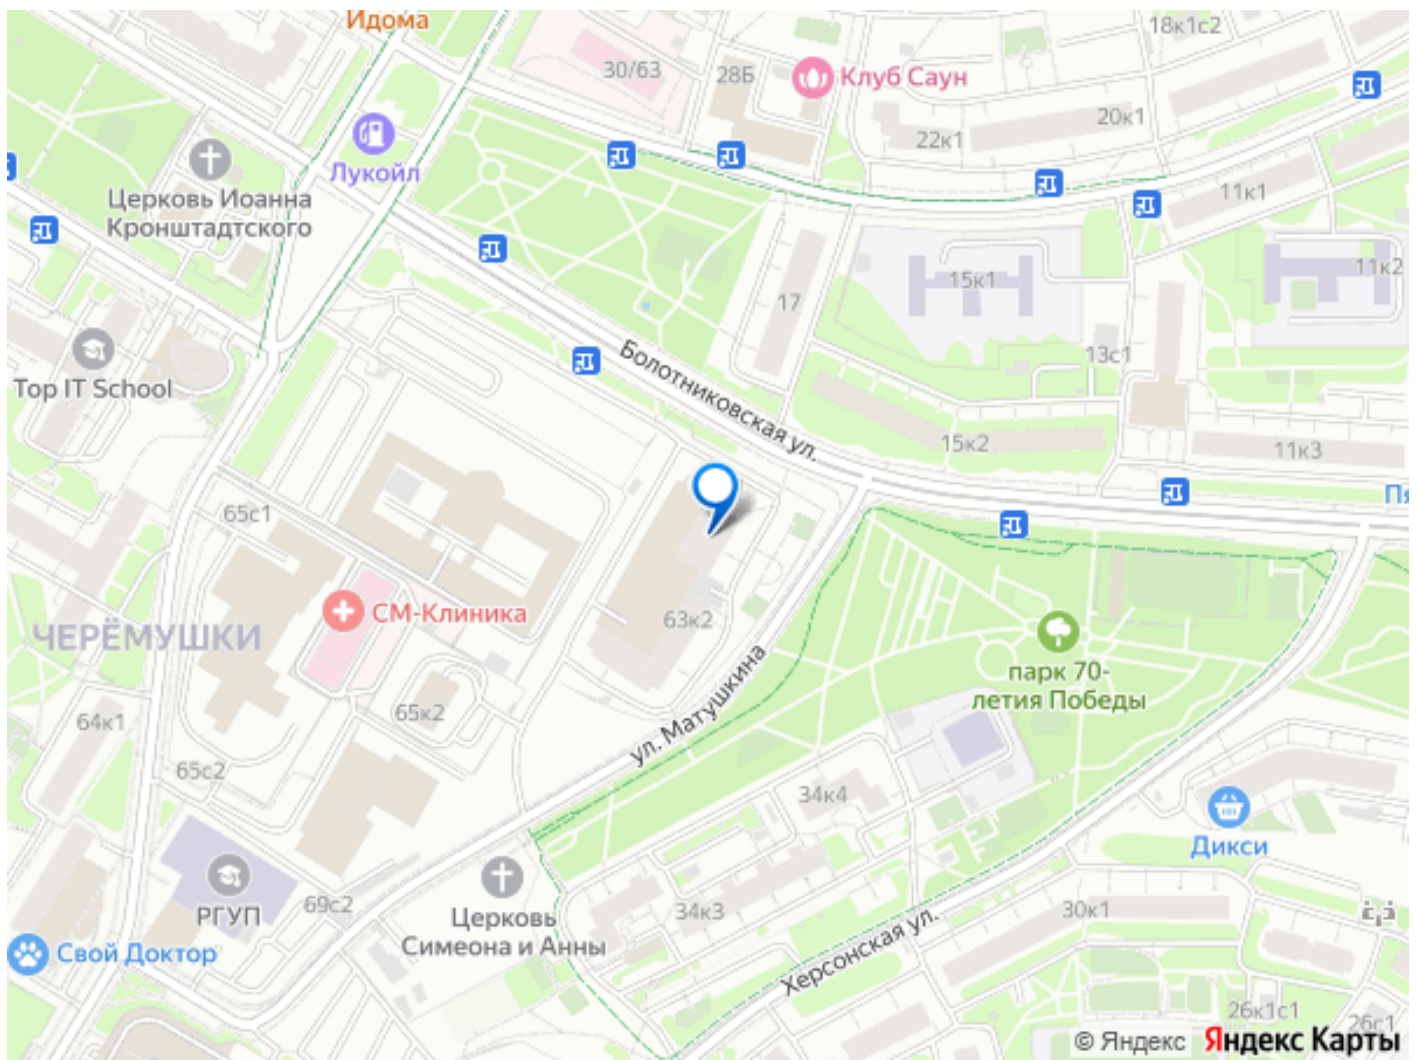 Идома
18к1с2
30/63
28Б
Клуб Саун
20к1
22к1
Лукойл
Церковь Иоанна
Кронштадтского
11к1
15к1
11к2
17
13с1
Top IT School
Болотниковская ул.
15к2
11к3
Пя
65с1
СМ-Клиника
63к2
ЧЕРЁМУШКИ
парк 70-
летия Победы
64к1
65к2
ул. Матушкина
65с2
34к4
Дикси
РГУП
69с2
Церковь
Симеона и Анны
34к3
30к1
Свой Доктор
Херсонская ул.
26к1с1
26с1
© Яндекс Яндекс Карты